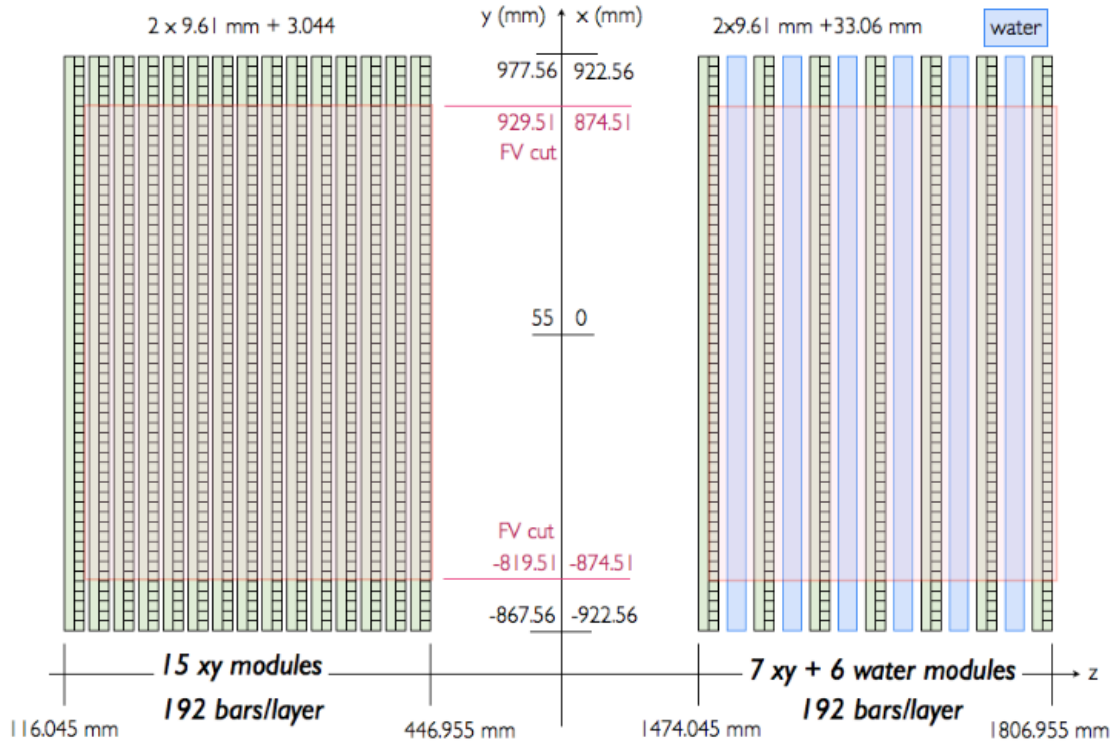 2 x 9.61 mm + 3.044
y (mm) x (mm)
2x9.61 mm +33.06 mm
water
977.56 922.56
929.51 874.51
FV cut
55 0
FV cut
-819.51 -874.51
-867.56 -922.56
15 xy modules
7 xy + 6 water modules
z
192 bars/layer
192 bars/layer
116.045 mm
446.955 mm
1474.045 mm
1806.955 mm